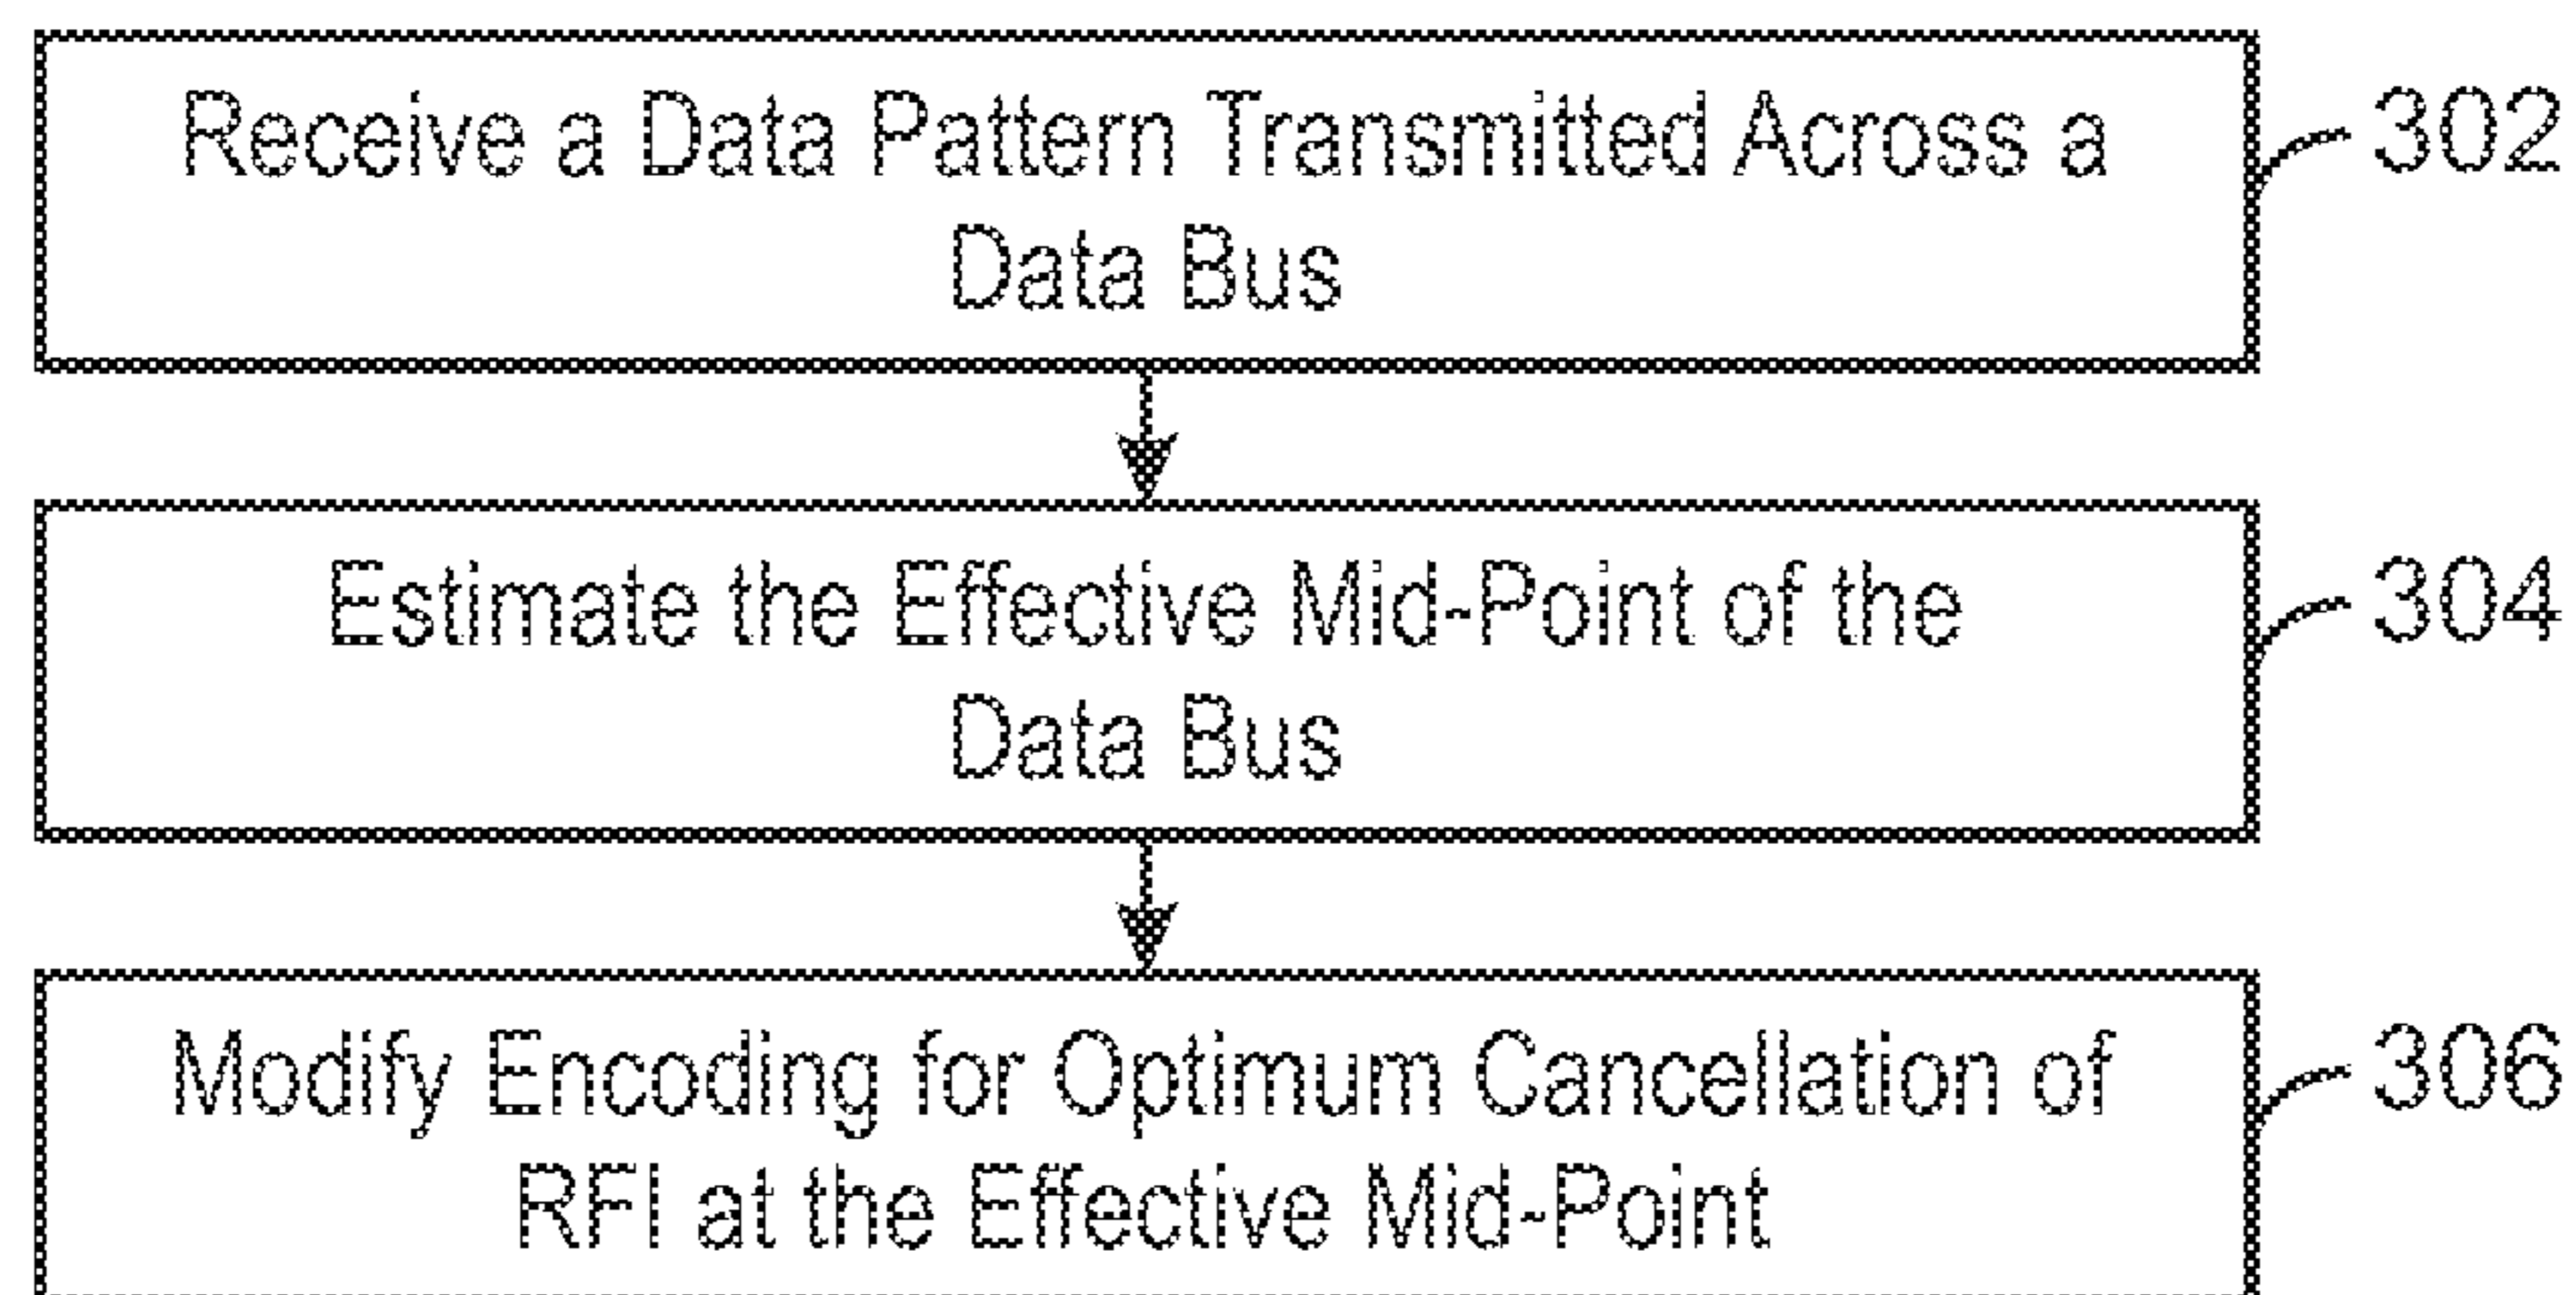 Receive a Data Pattern Transmitted Across a
Data Bus
302
Estimate the Effective Mid-Point of the
Data Bus
304
Modify Encoding for Optimum Cancellation of
RFI at the Effective Mid-Point
306